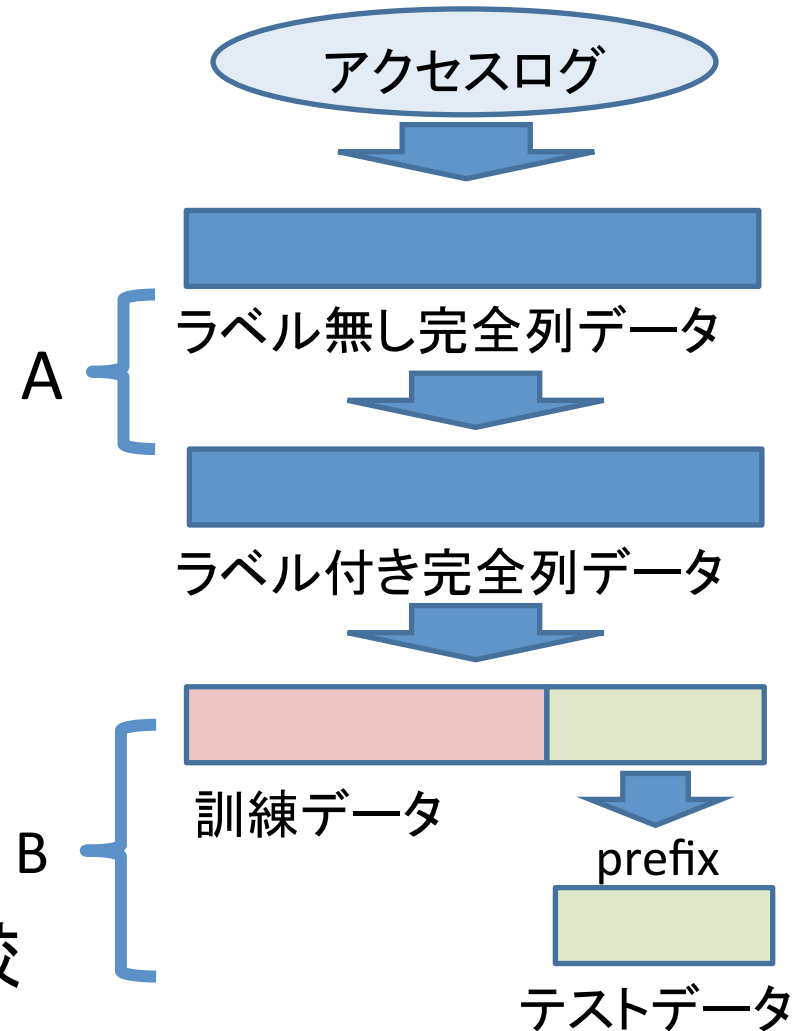 アクセスログ
ラベル無し完全列データ
A
ラベル付き完全列データ
訓練データ
B
prefix
テストデータ